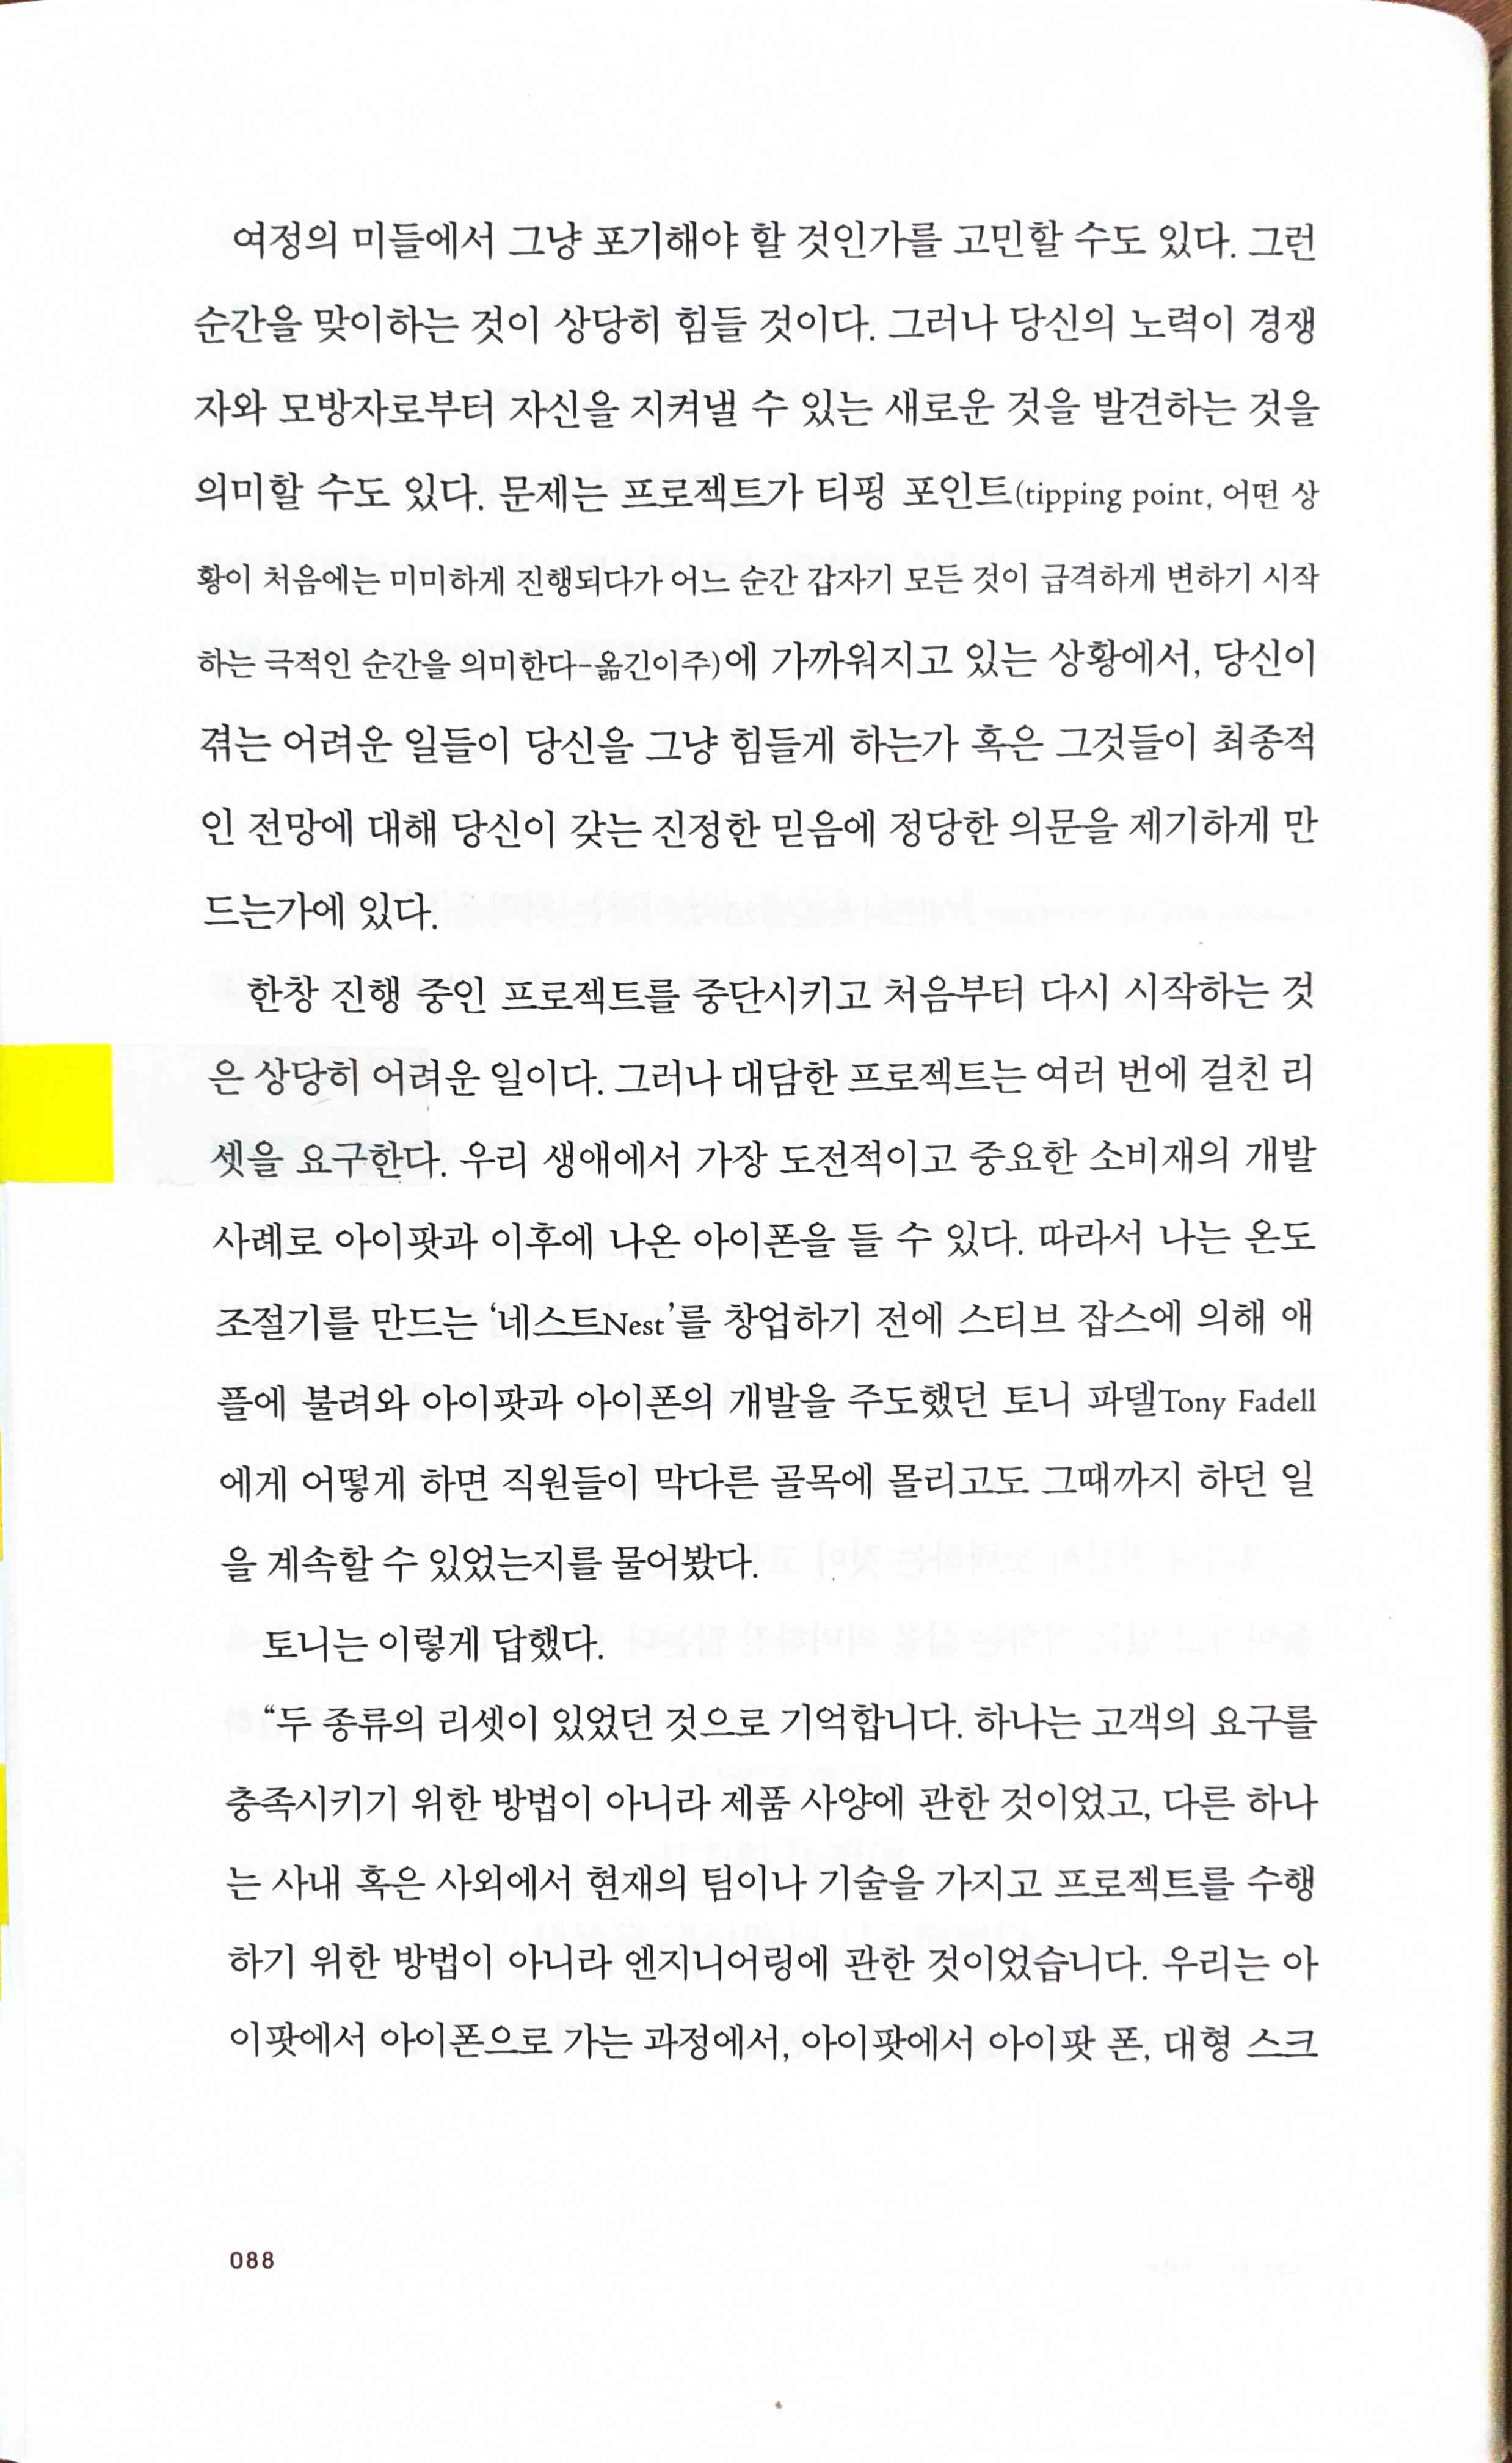 여정의 미들에서 그냥 포기해야 할 것인가를 고민할 수도 있다. 그런
순간을 맞이하는 것이 상당히 힘들 것이다. 그러나 당신의 노력이 경쟁
자와 모방자로부터 자신을 지켜낼 수 있는 새로운 것을 발견하는 것을
의미할 수도 있다. 문제는 프로젝트가 티핑 포인트(tipping point, 어떤 상
황이 처음에는 미미하게 진행되다가 어느 순간 갑자기 모든 것이 급격하게 변하기 시작
하는 극적인 순간을 의미한다-옮긴이주)에 가까워지고 있는 상황에서, 당신이
겪는 어려운 일들이 당신을 그냥 힘들게 하는가 혹은 그것들이 최종적
인 전망에 대해 당신이 갖는 진정한 믿음에 정당한 의문을 제기하게 만
드는가에 있다.
한창 진행 중인 프로젝트를 중단시키고 처음부터 다시 시작하는 것
은 상당히 어려운 일이다. 그러나 대담한 프로젝트는 여러 번에 걸친 리
셋을 요구한다. 우리 생애에서 가장 도전적이고 중요한 소비재의 개발
사례로 아이팟과 이후에 나온 아이폰을 들 수 있다. 따라서 나는 온도
조절기를 만드는 ‘네스트Nest’를 창업하기 전에 스티브 잡스에 의해 애
플에 불려와 아이팟과 아이폰의 개발을 주도했던 토니 파델Tony Fadell
에게 어떻게 하면 직원들이 막다른 골목에 몰리고도 그때까지 하던 일
을 계속할 수 있었는지를 물어봤다.
토니는 이렇게 답했다.
“두 종류의 리셋이 있었던 것으로 기억합니다. 하나는 고객의 요구를
충족시키기 위한 방법이 아니라 제품 사양에 관한 것이었고, 다른 하나
는 사내 혹은 사외에서 현재의 팀이나 기술을 가지고 프로젝트를 수행
하기 위한 방법이 아니라 엔지니어링에 관한 것이었습니다. 우리는 아
이팟에서 아이폰으로 가는 과정에서, 아이팟에서 아이팟 폰, 대형 스크
088